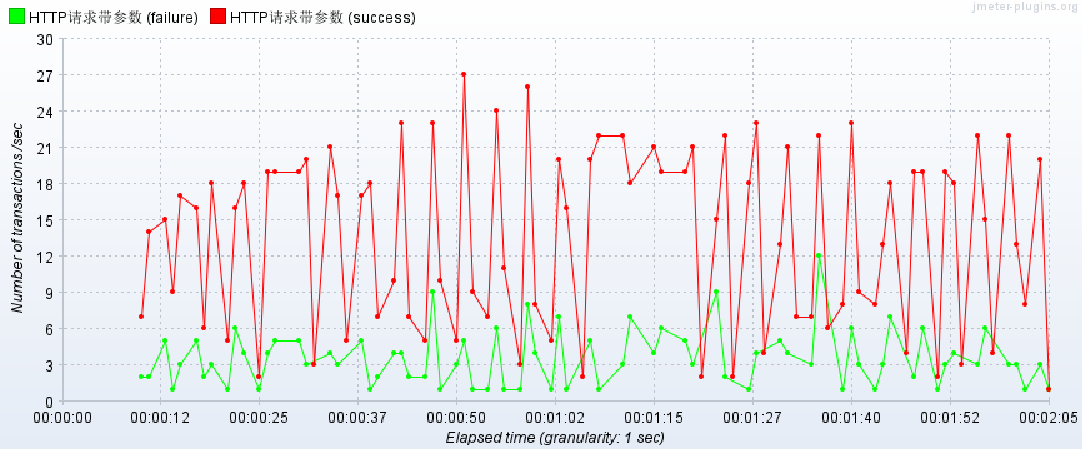 HTTP请求带参数 (failure) HTTP请求带参数 (success)
jmeter-plugins.org
30
27
24
21
18
15
12
9
6
3
0
Number of transactions/sec
00:00:00 00:00:12 00:00:25 00:00:37 00:00:50 00:01:02 00:01:15 00:01:27 00:01:40 00:01:52 00:02:05
Elapsed time (granularity: 1 sec)